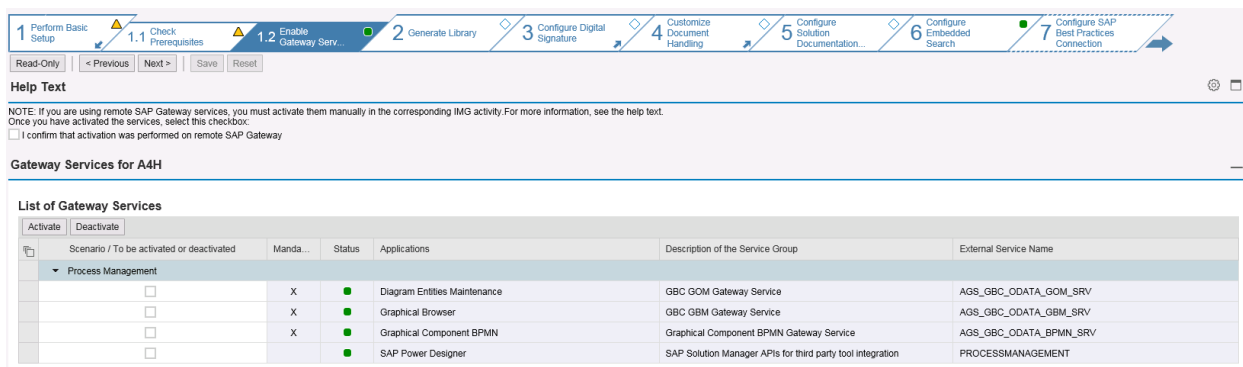 1 Perform Basic Setup
1.1 Check Prerequisites
1.2 Enable Gateway Serv...
2 Generate Library
3 Configure Digital Signature
4 Customize Document Handling
5 Configure Solution Documentation...
6 Configure Embedded Search
7 Configure SAP Best Practices Connection
Read-Only < Previous Next > Save Reset
Help Text
NOTE: If you are using remote SAP Gateway services, you must activate them manually in the corresponding IMG activity.For more information, see the help text.
Once you have activated the services, select this checkbox:
I confirm that activation was performed on remote SAP Gateway
Gateway Services for A4H
List of Gateway Services
Activate Deactivate
Scenario / To be activated or deactivated Manda... Status Applications Description of the Service Group External Service Name
Process Management
X Diagram Entities Maintenance GBC GOM Gateway Service AGS_GBC_ODATA_GOM_SRV
X Graphical Browser GBC GBM Gateway Service AGS_GBC_ODATA_GBM_SRV
X Graphical Component BPMN Graphical Component BPMN Gateway Service AGS_GBC_ODATA_BPMN_SRV
SAP Power Designer SAP Solution Manager APIs for third party tool integration PROCESSMANAGEMENT